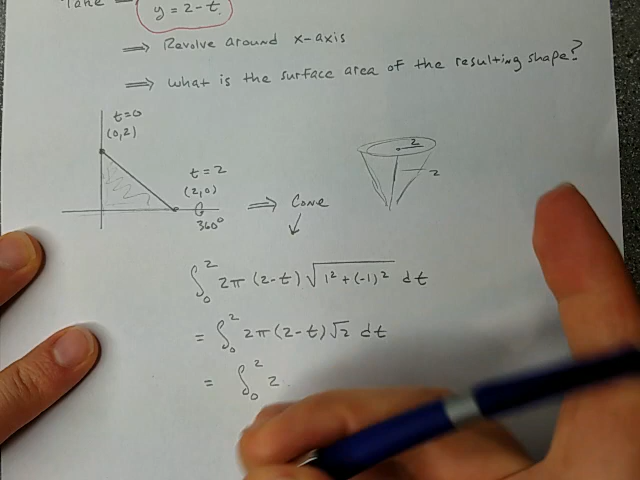 Take
y = 2 - t.
⟹ Revolve around x-axis
⟹ What is the surface area of the resulting shape?
t=0
(0,2)
t = 2
(2,0)
360°
⟹ Cone
2
2
∫₀² 2π (2-t) √(1² + (-1)²) dt
= ∫₀² 2π (2-t) √2 dt
= ∫₀² 2